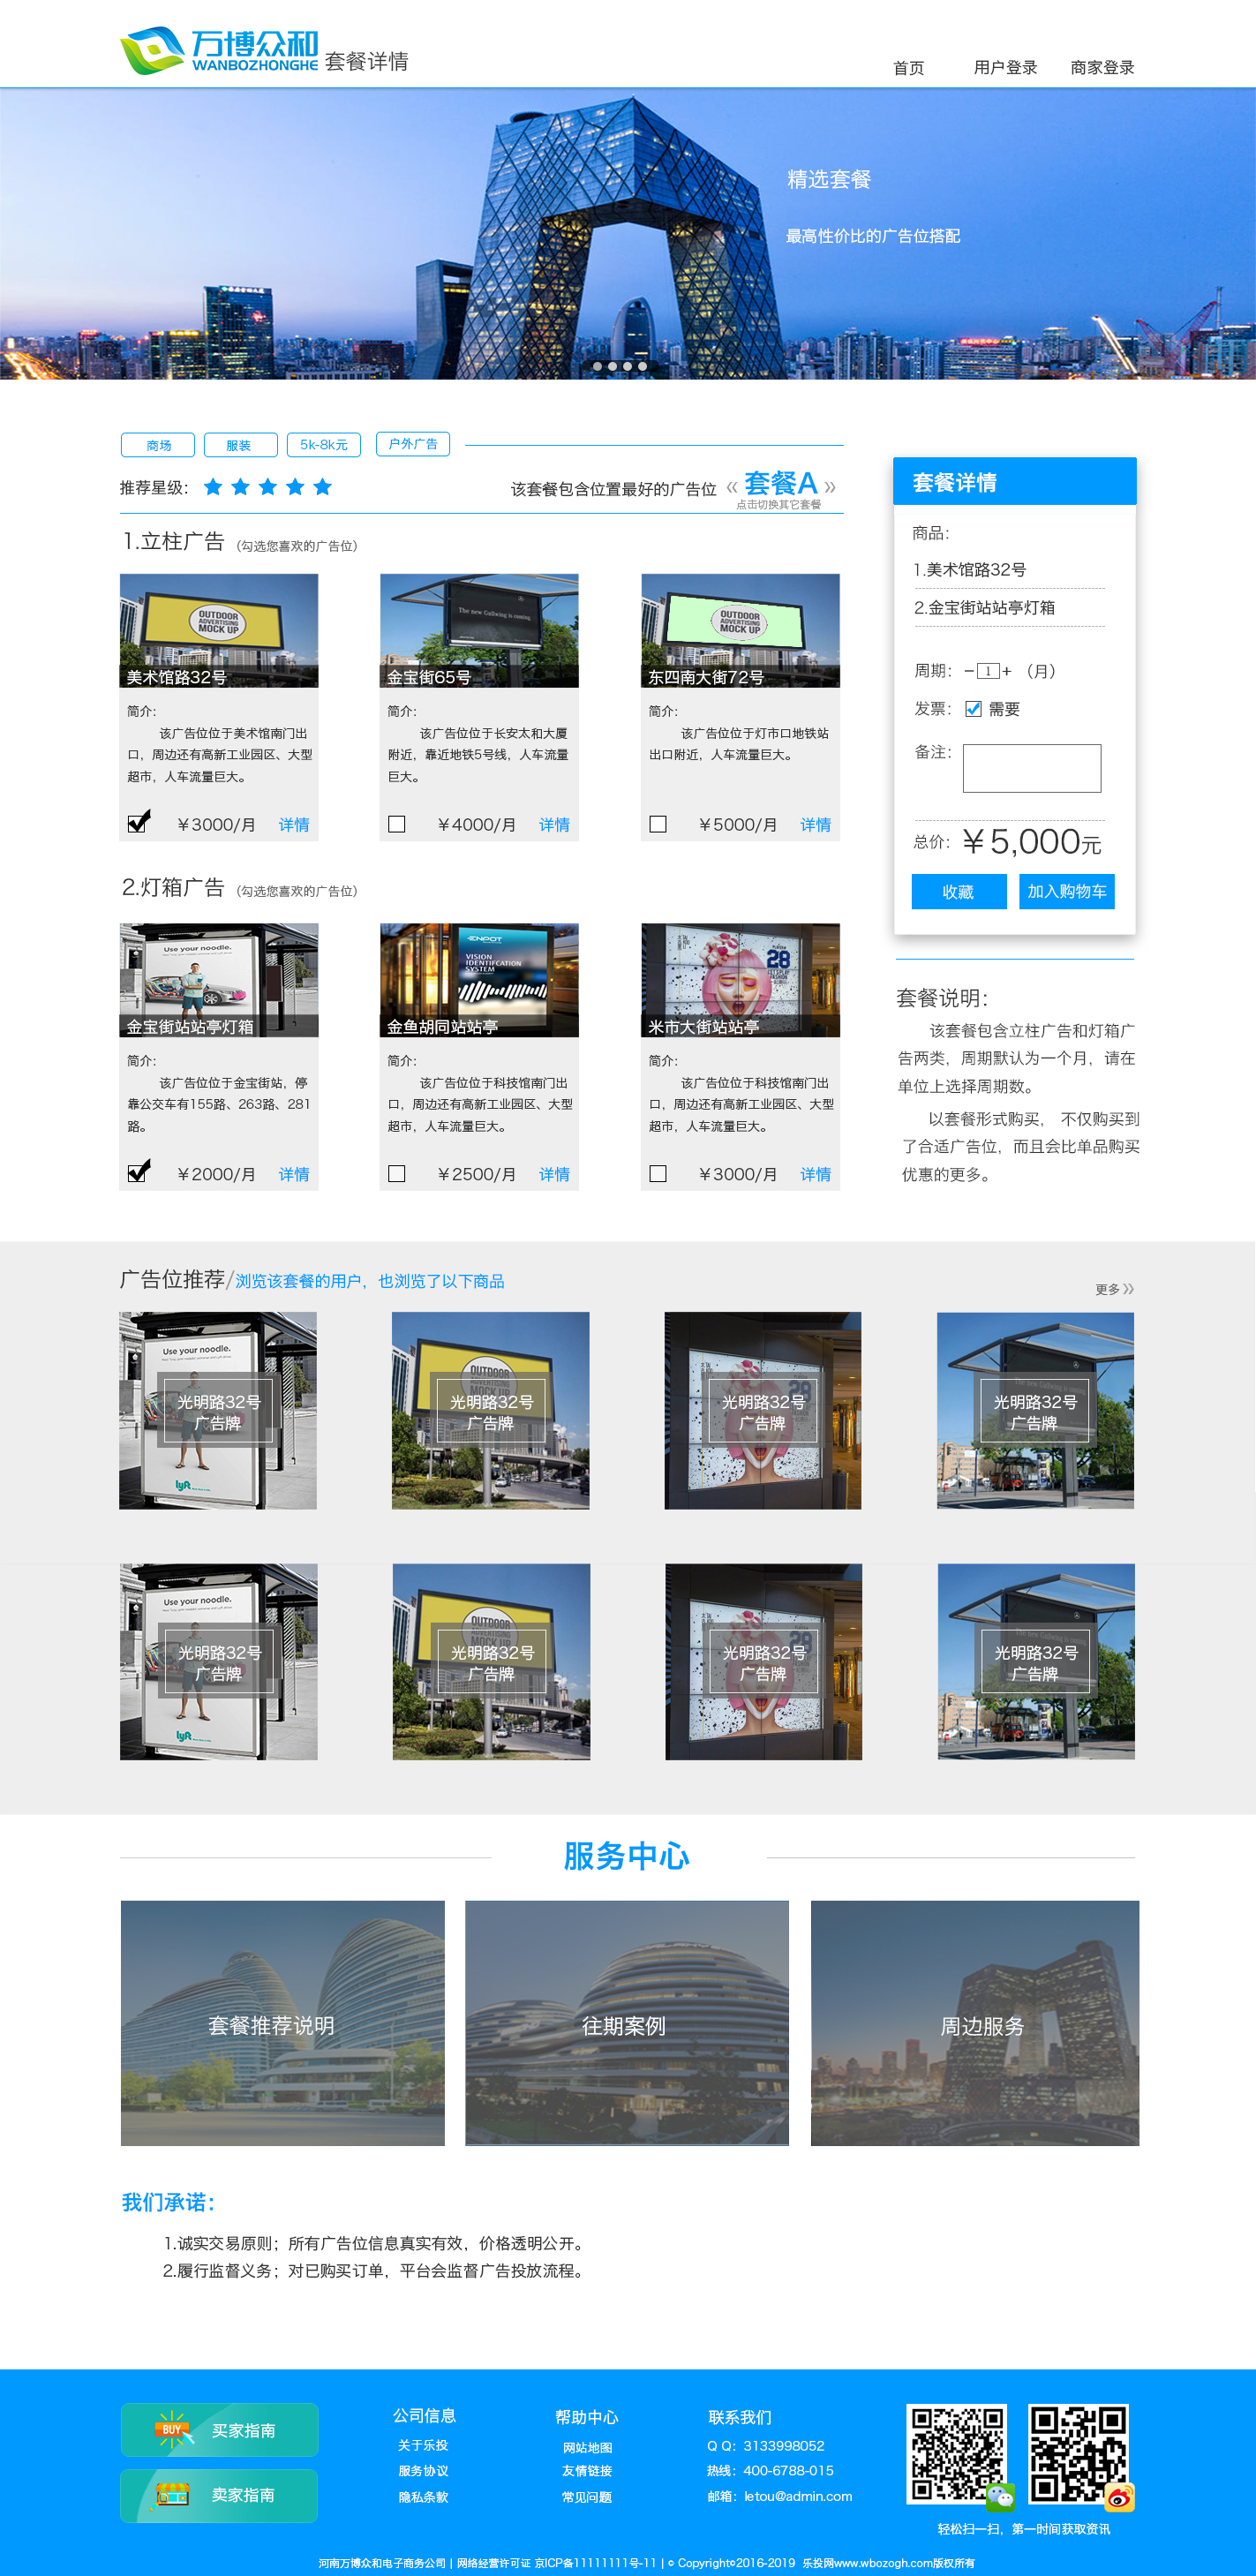 万博众和
WANBOZHONGHE
套餐详情
首页 用户登录 商家登录
精选套餐
最高性价比的广告位搭配
商场 服装 5k-8k元 户外广告
推荐星级：
该套餐包含位置最好的广告位 《 套餐A 》
点击切换其它套餐
1.立柱广告（勾选您喜欢的广告位）
OUTDOOR
ADVERTISING
MOCK UP
美术馆路32号
简介：
该广告位位于美术馆南门出
口，周边还有高新工业园区、大型
超市，人车流量巨大。
￥3000/月 详情
The new Gullwing is coming.
金宝街65号
简介：
该广告位位于长安太和大厦
附近，靠近地铁5号线，人车流量
巨大。
￥4000/月 详情
OUTDOOR
ADVERTISING
MOCK UP
东四南大街72号
简介：
该广告位位于灯市口地铁站
出口附近，人车流量巨大。
￥5000/月 详情
2.灯箱广告（勾选您喜欢的广告位）
Use your noodle.
金宝街站站亭灯箱
简介：
该广告位位于金宝街站，停
靠公交车有155路、263路、281
路。
￥2000/月 详情
ENPOT
VISION
IDENTIFCATION
SYSTEM
金鱼胡同站站亭
简介：
该广告位位于科技馆南门出
口，周边还有高新工业园区、大型
超市，人车流量巨大。
￥2500/月 详情
28
米市大街站站亭
简介：
该广告位位于科技馆南门出
口，周边还有高新工业园区、大型
超市，人车流量巨大。
￥3000/月 详情
套餐详情
商品：
1.美术馆路32号
2.金宝街站站亭灯箱
周期： －1＋ （月）
发票： 需要
备注：
总价：￥5,000元
收藏 加入购物车
套餐说明：
该套餐包含立柱广告和灯箱广
告两类，周期默认为一个月，请在
单位上选择周期数。
以套餐形式购买， 不仅购买到
了合适广告位，而且会比单品购买
优惠的更多。
广告位推荐/浏览该套餐的用户，也浏览了以下商品
更多 》
Use your noodle.
光明路32号
广告牌
lyft
OUTDOOR
光明路32号
广告牌
光明路32号
广告牌
光明路32号
广告牌
Use your noodle.
光明路32号
广告牌
lyft
OUTDOOR
光明路32号
广告牌
光明路32号
广告牌
光明路32号
广告牌
服务中心
套餐推荐说明
往期案例
周边服务
我们承诺：
1.诚实交易原则；所有广告位信息真实有效，价格透明公开。
2.履行监督义务；对已购买订单，平台会监督广告投放流程。
BUY 买家指南
卖家指南
公司信息
关于乐投
服务协议
隐私条款
帮助中心
网站地图
友情链接
常见问题
联系我们
Q Q：3133998052
热线：400-6788-015
邮箱：letou@admin.com
轻松扫一扫，第一时间获取资讯
河南万博众和电子商务公司 | 网络经营许可证 京ICP备11111111号-11 | © Copyright©2016-2019 乐投网www.wbozogh.com版权所有